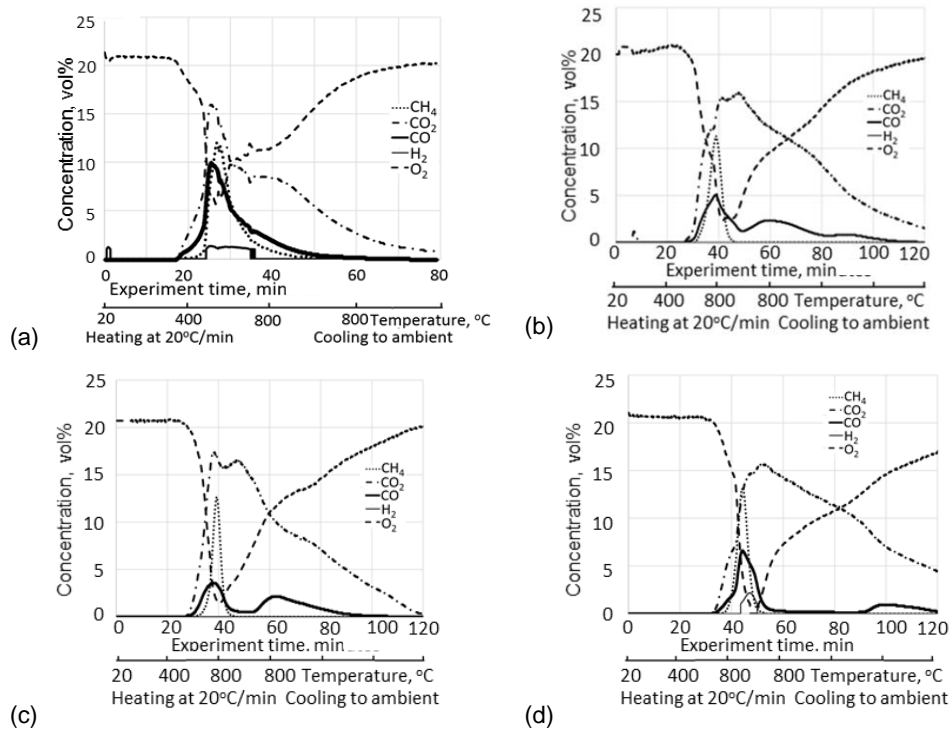 25
20
15
10
5
0
Concentration, vol%
CH₄
CO₂
CO
H₂
O₂
0 20 40 60 80
Experiment time, min
20 400 800 800 Temperature, °C
Heating at 20°C/min Cooling to ambient
(a)
25
20
15
10
5
0
Concentration, vol%
CH₄
CO₂
CO
H₂
O₂
0 20 40 60 80 100 120
Experiment time, min
20 400 800 800 Temperature, °C
Heating at 20°C/min Cooling to ambient
(b)
25
20
15
10
5
0
Concentration, vol%
CH₄
CO₂
CO
H₂
O₂
0 20 40 60 80 100 120
Experiment time, min
20 400 800 800 Temperature, °C
Heating at 20°C/min Cooling to ambient
(c)
25
20
15
10
5
0
Concentration, vol%
CH₄
CO₂
CO
H₂
O₂
0 20 40 60 80 100 120
Experiment time, min
20 400 800 800 Temperature, °C
Heating at 20°C/min Cooling to ambient
(d)